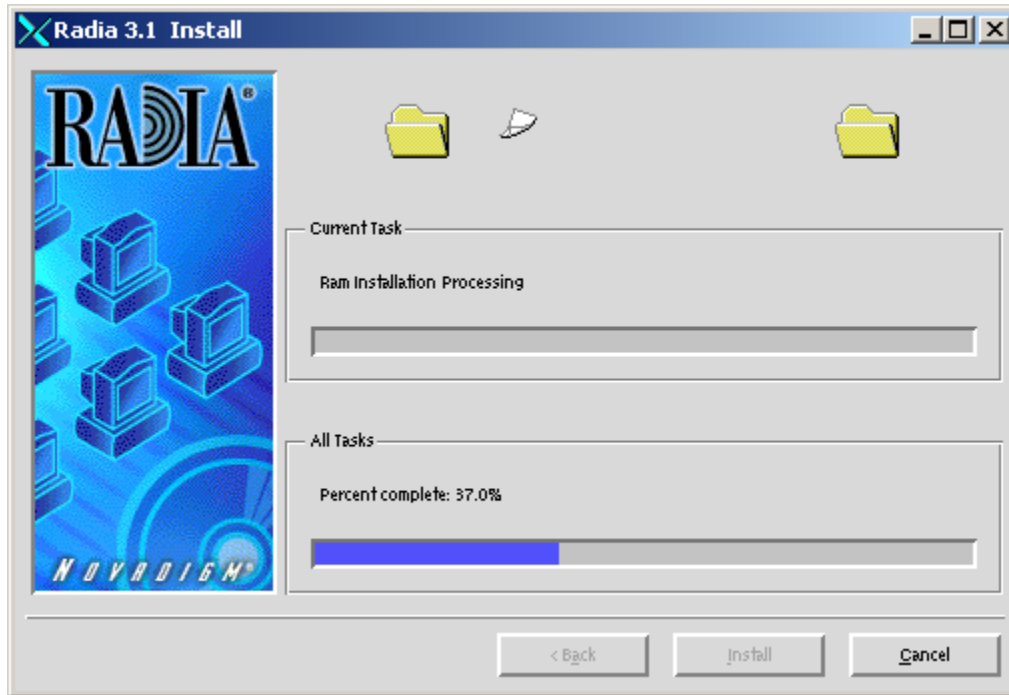 Radia 3.1 Install
RADIA®
Current Task
Ram Installation Processing
All Tasks
Percent complete: 37.0%
NOVADIGM®
< Back
Install
Cancel